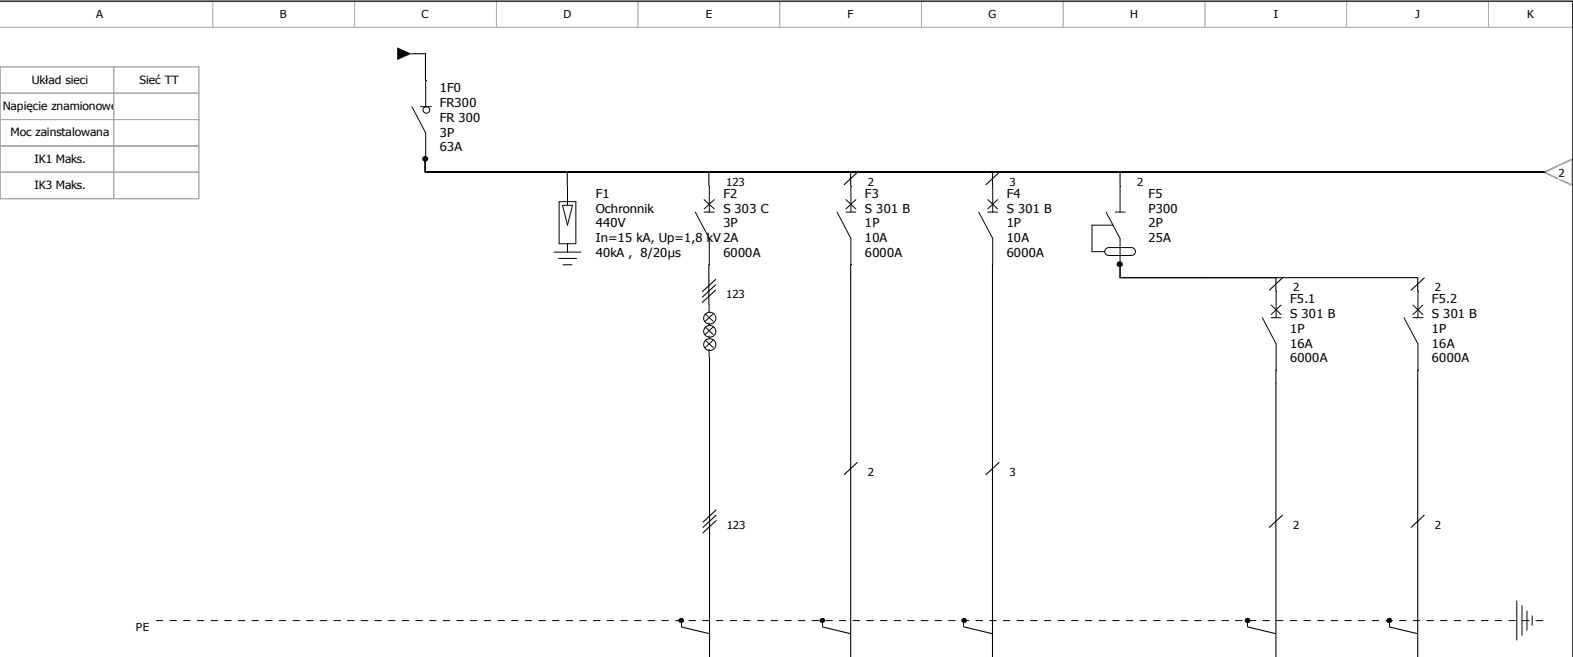 A B C D E F G H I J K
Układ sieci Sieć TT
Napięcie znamionowe
Moc zainstalowana
IK1 Maks.
IK3 Maks.
1F0
FR300
FR 300
3P
63A
2
F1
Ochronnik
440V
In=15 kA, Up=1,8 kV
40kA , 8/20µs
123
F2
S 303 C
3P
2A
6000A
123
123
2
F3
S 301 B
1P
10A
6000A
2
3
F4
S 301 B
1P
10A
6000A
3
2
F5
P300
2P
25A
2
F5.1
S 301 B
1P
16A
6000A
2
2
F5.2
S 301 B
1P
16A
6000A
2
PE